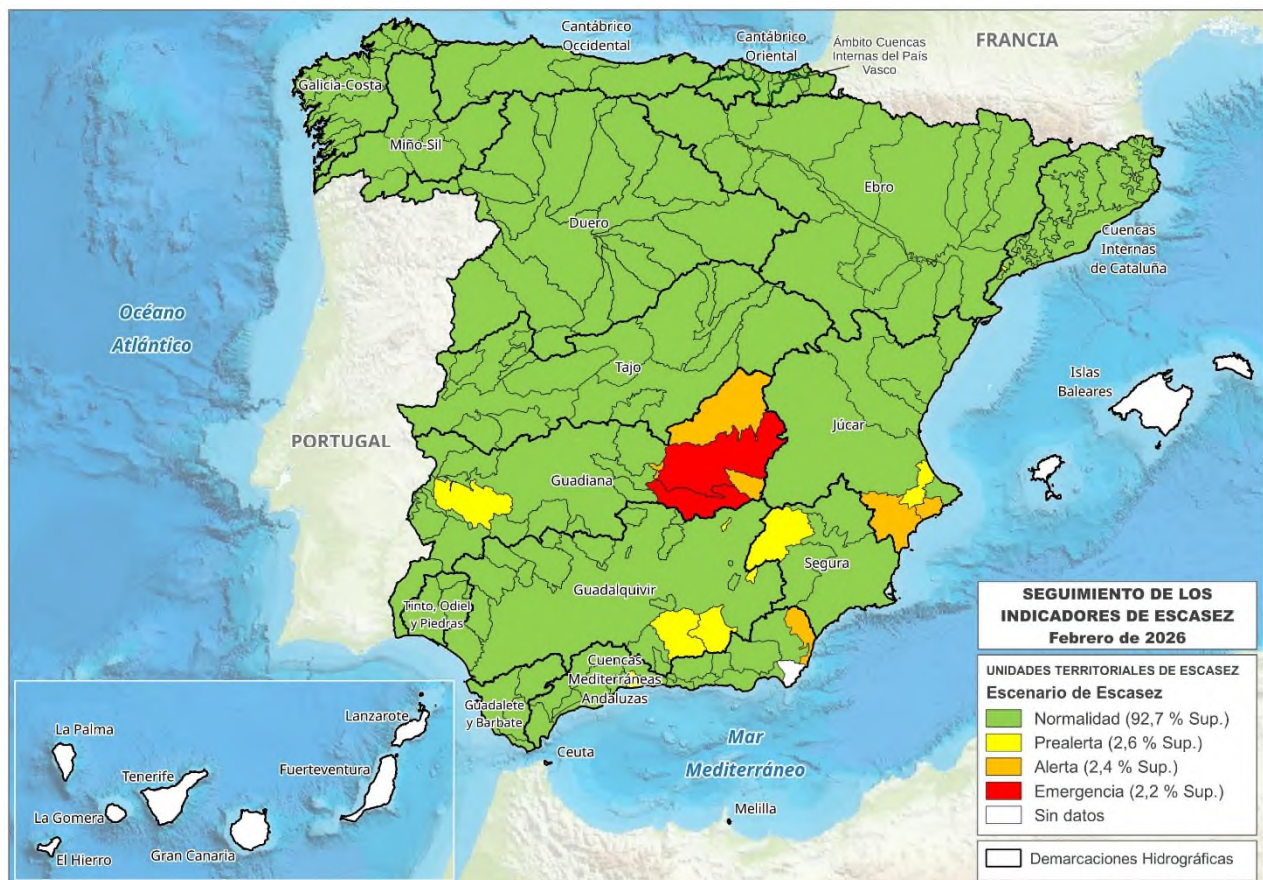 Cantábrico
Occidental
Cantábrico
Oriental
Ámbito Cuencas
Internas del País
Vasco
FRANCIA
Galicia-Costa
Miño-Sil
Ebro
Duero
Cuencas
Internas
de Cataluña
Océano
Atlántico
Tajo
Islas
Baleares
PORTUGAL
Júcar
Guadiana
Segura
Guadalquivir
Tinto, Odiel
y Piedras
Cuencas
Mediterráneas
Andaluzas
Guadalete
y Barbate
Ceuta
Mar
Mediterráneo
Melilla
La Palma
Lanzarote
Tenerife
Fuerteventura
La Gomera
El Hierro
Gran Canaria
SEGUIMIENTO DE LOS
INDICADORES DE ESCASEZ
Febrero de 2026
UNIDADES TERRITORIALES DE ESCASEZ
Escenario de Escasez
Normalidad (92,7 % Sup.)
Prealerta (2,6 % Sup.)
Alerta (2,4 % Sup.)
Emergencia (2,2 % Sup.)
Sin datos
Demarcaciones Hidrográficas